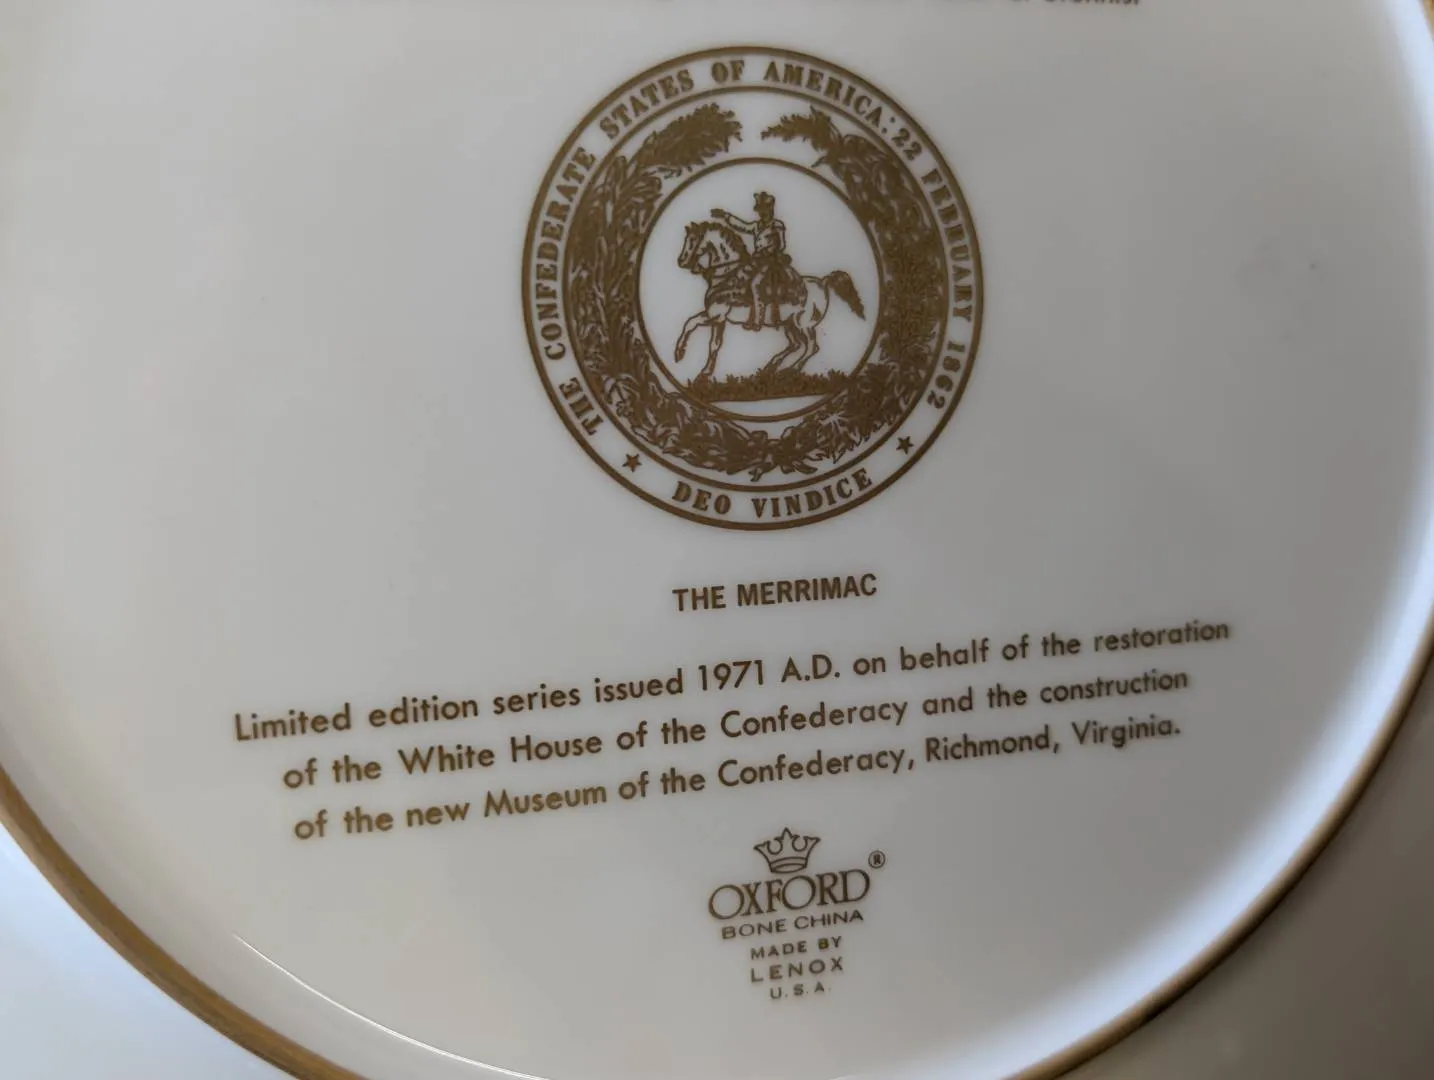 THE CONFEDERATE STATES OF AMERICA: 22 FEBRUARY 1862
DEO VINDICE
THE MERRIMAC
Limited edition series issued 1971 A.D. on behalf of the restoration
of the White House of the Confederacy and the construction
of the new Museum of the Confederacy, Richmond, Virginia.
OXFORD®
BONE CHINA
MADE BY
LENOX
U.S.A.